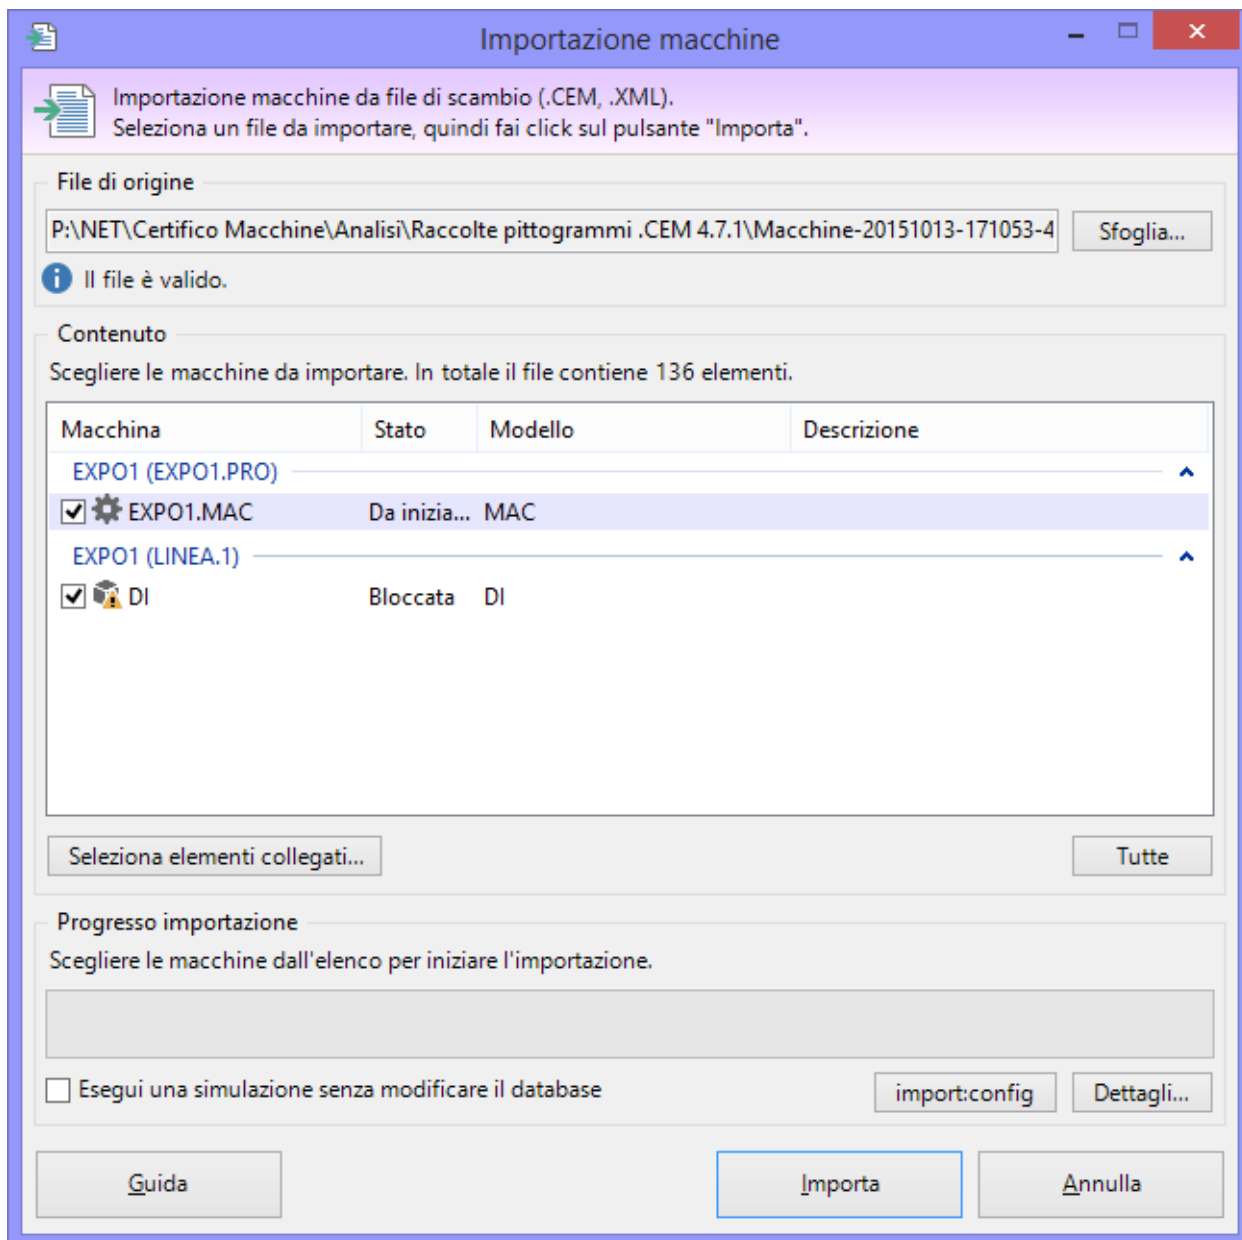 Importazione macchine
Importazione macchine da file di scambio (.CEM, .XML).
Seleziona un file da importare, quindi fai click sul pulsante "Importa".
File di origine
P:\NET\Certifico Macchine\Analisi\Raccolte pittogrammi .CEM 4.7.1\Macchine-20151013-171053-4
Sfoglia...
Il file è valido.
Contenuto
Scegliere le macchine da importare. In totale il file contiene 136 elementi.
Macchina Stato Modello Descrizione
EXPO1 (EXPO1.PRO)
EXPO1.MAC Da inizia... MAC
EXPO1 (LINEA.1)
DI Bloccata DI
Seleziona elementi collegati... Tutte
Progresso importazione
Scegliere le macchine dall'elenco per iniziare l'importazione.
Esegui una simulazione senza modificare il database import:config Dettagli...
Guida Importa Annulla